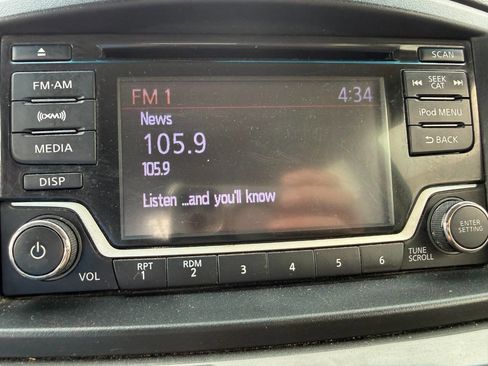 SCAN
FM·AM
FM 1
4:34
SEEK
CAT
News
(XM)
105.9
iPod MENU
MEDIA
105.9
BACK
DISP
Listen ...and you'll know
ENTER
SETTING
VOL
RPT
1
RDM
2
3
4
5
6
TUNE
SCROLL